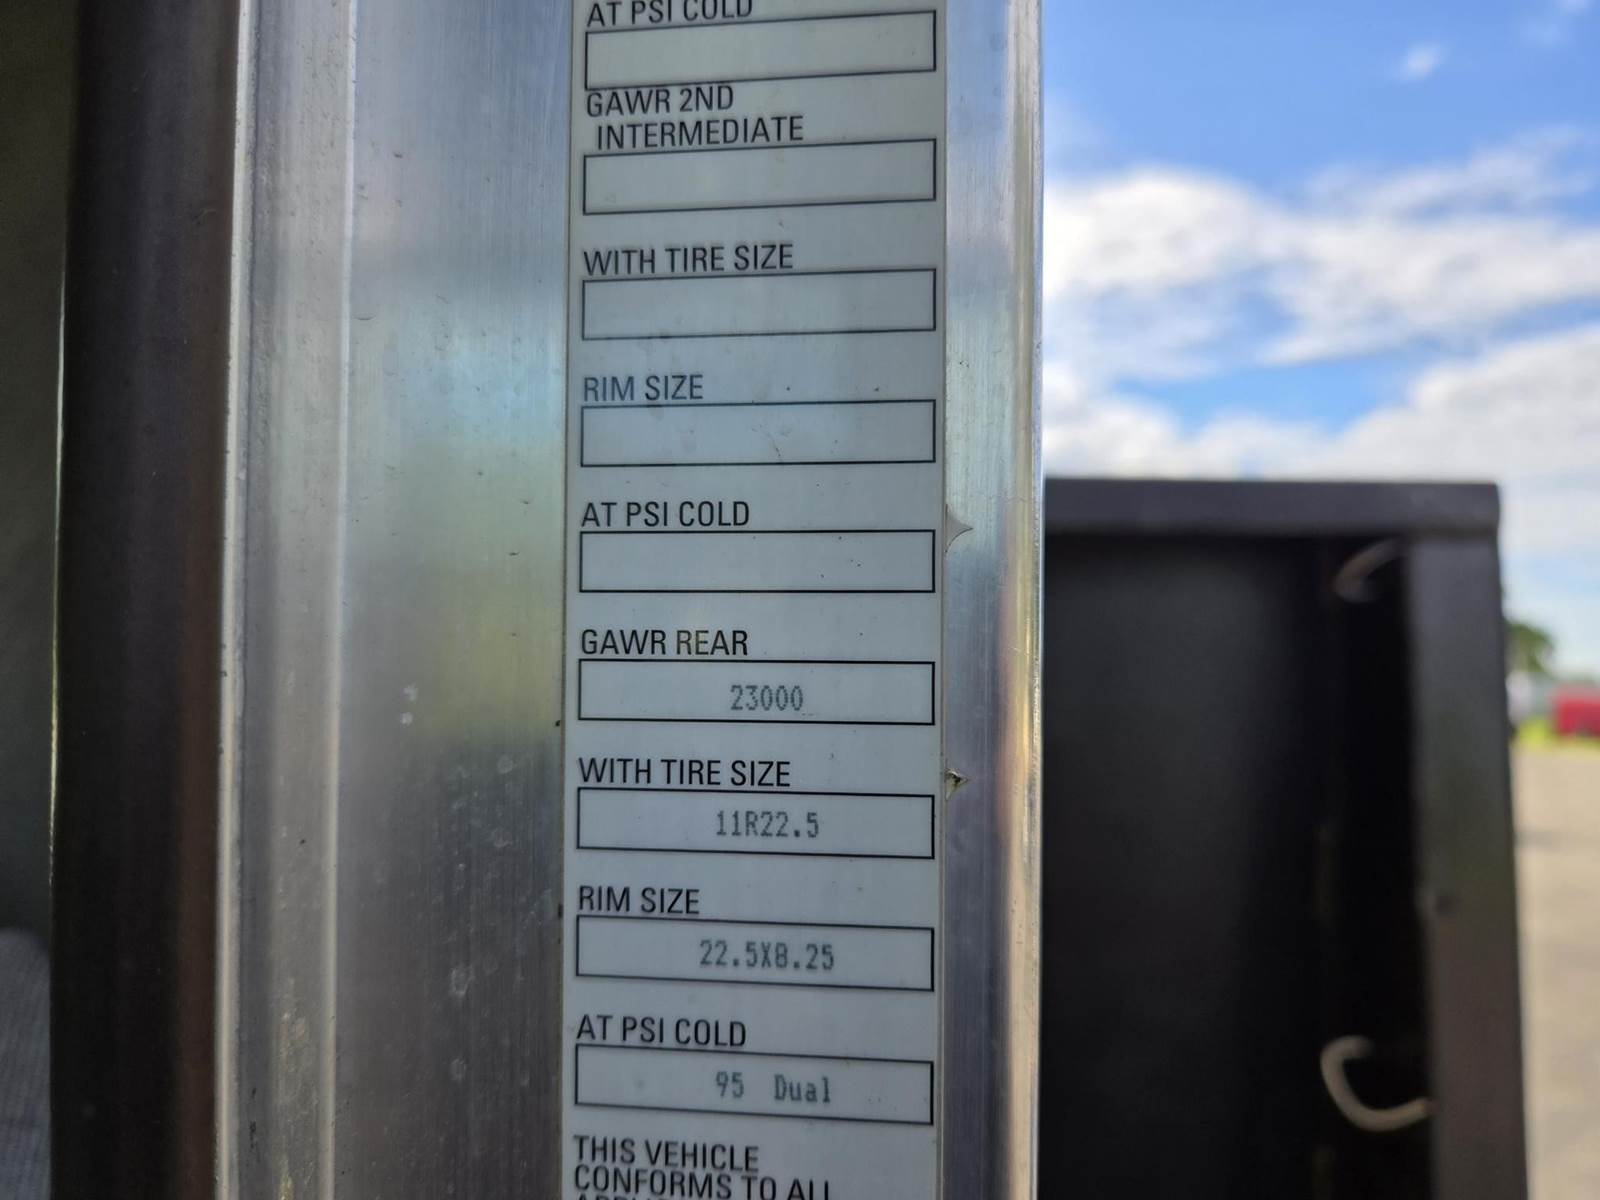 AT PSI COLD
GAWR 2ND
INTERMEDIATE
WITH TIRE SIZE
RIM SIZE
AT PSI COLD
GAWR REAR
23000
WITH TIRE SIZE
11R22.5
RIM SIZE
22.5X8.25
AT PSI COLD
95 Dual
THIS VEHICLE
CONFORMS TO ALL